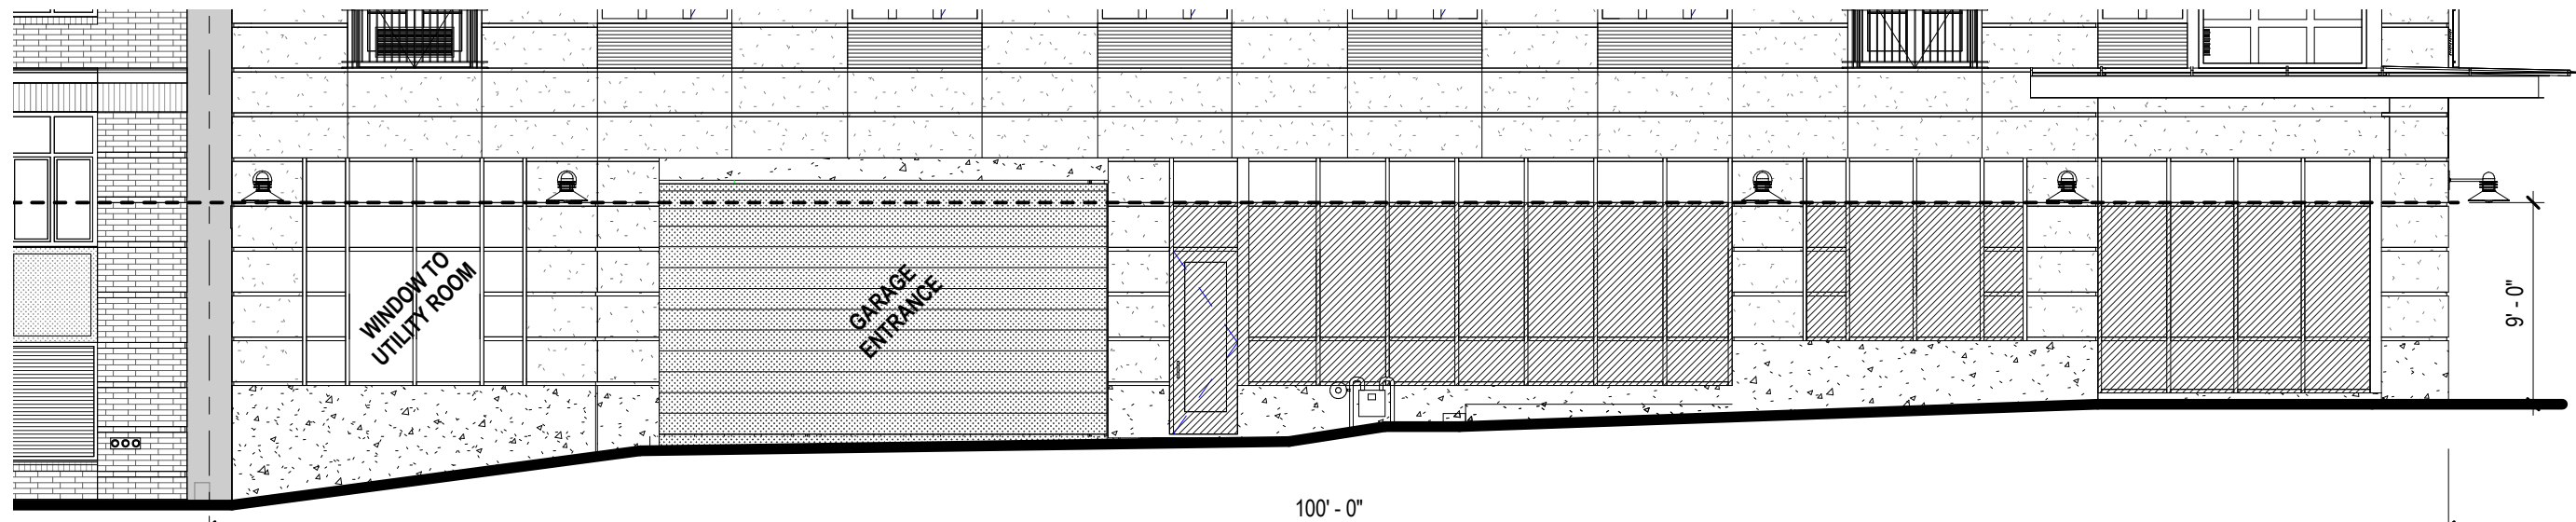 WINDOW TO
UTILITY ROOM
GARAGE
ENTRANCE
9' - 0"
100' - 0"